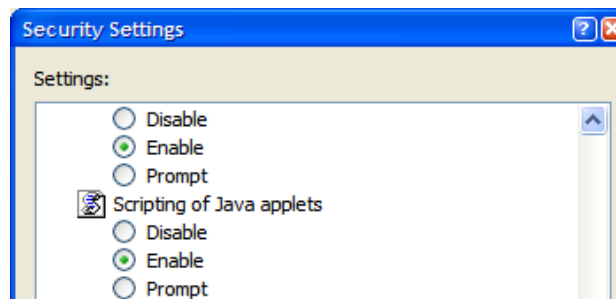 Security Settings
Settings:
Disable
Enable
Prompt
Scripting of Java applets
Disable
Enable
Prompt